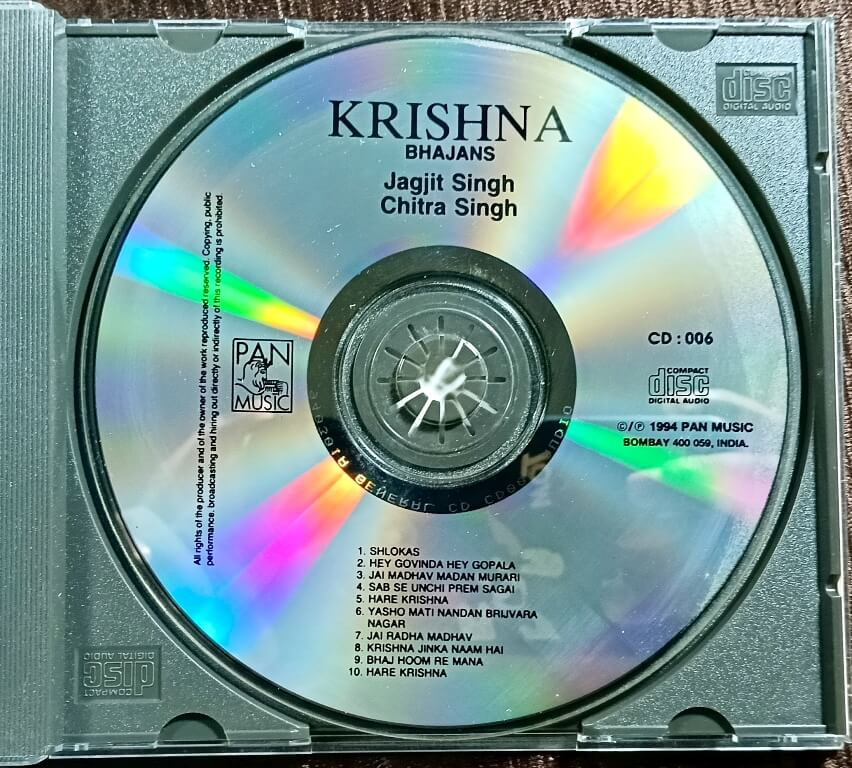 disc
DIGITAL AUDIO
KRISHNA
BHAJANS
Jagjit Singh
Chitra Singh
All rights of the producer and of the owner of the work reproduced reserved. Copying, public
performance, broadcasting and hiring out directly or indirectly of this recording is prohibited.
PAN
MUSIC
CD : 006
COMPACT
disc
DIGITAL AUDIO
©/℗ 1994 PAN MUSIC
BOMBAY 400 059, INDIA.
GENERAL CD
1. SHLOKAS
2. HEY GOVINDA HEY GOPALA
3. JAI MADHAV MADAN MURARI
4. SAB SE UNCHI PREM SAGAI
5. HARE KRISHNA
6. YASHO MATI NANDAN BRIJVARA
NAGAR
7. JAI RADHA MADHAV
8. KRISHNA JINKA NAAM HAI
9. BHAJ HOOM RE MANA
10. HARE KRISHNA
COMPACT
disc
DIGITAL AUDIO